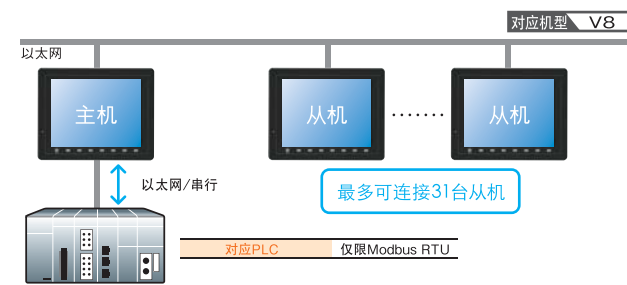 对应机型 V8
以太网
主机
从机
从机
以太网/串行
最多可连接31台从机
对应PLC 仅限Modbus RTU